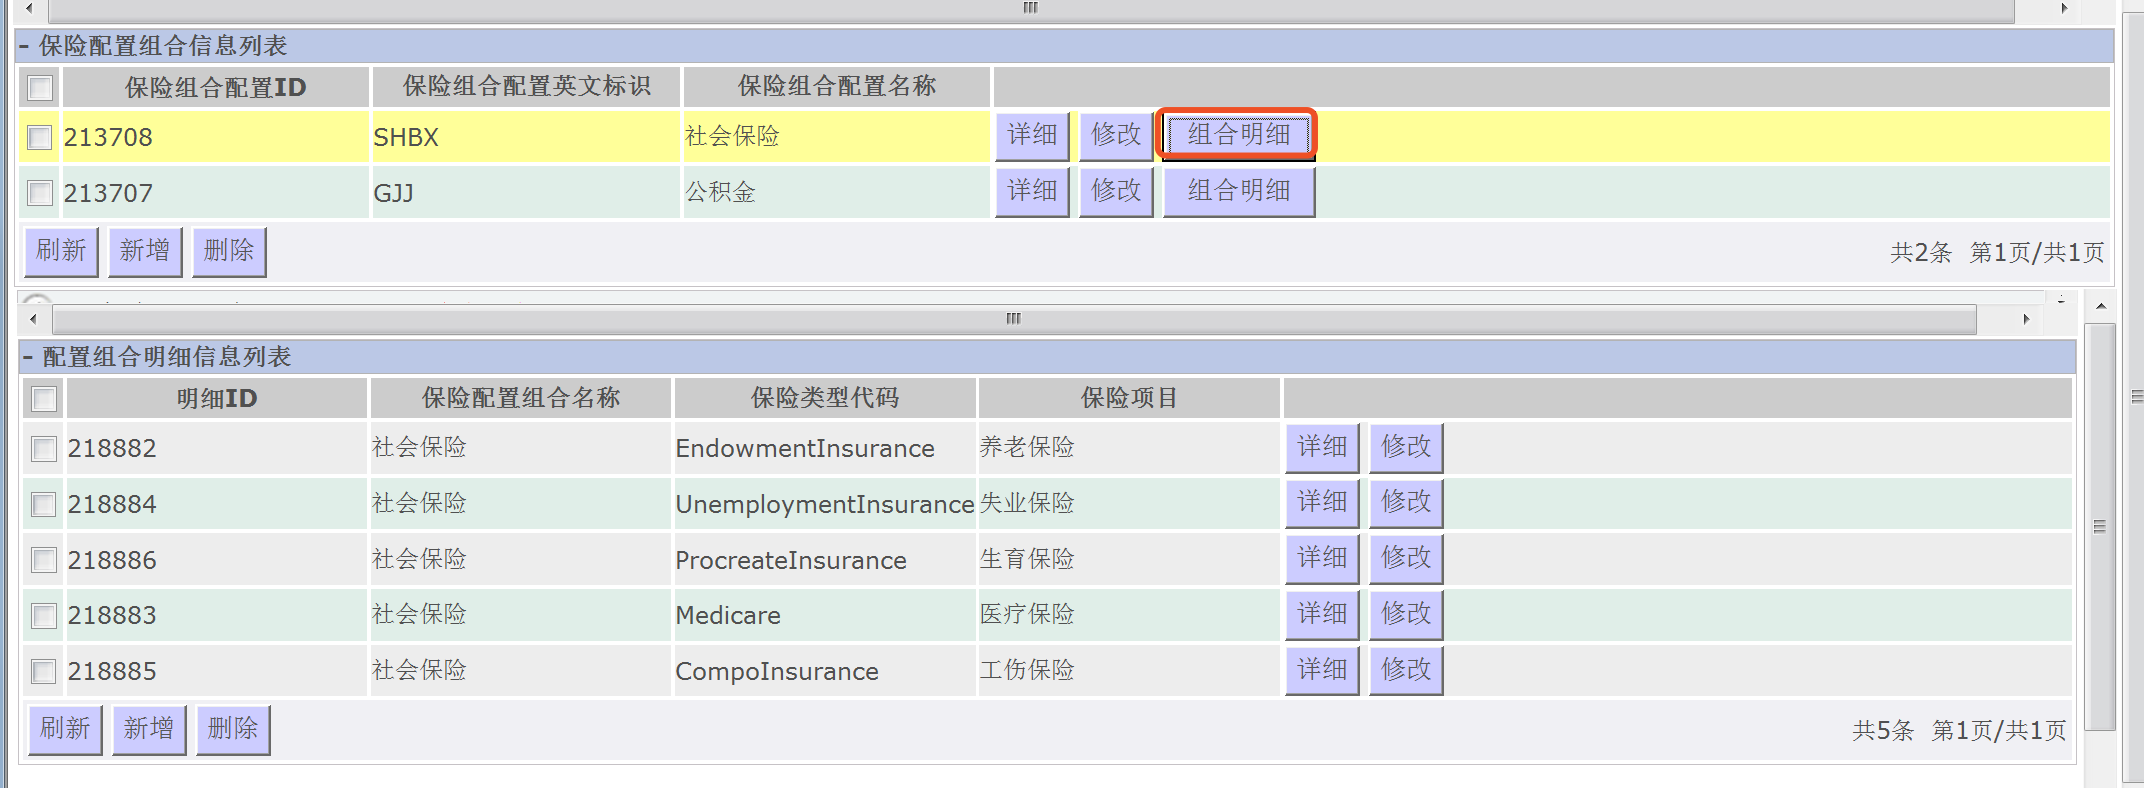 - 保险配置组合信息列表
保险组合配置ID 保险组合配置英文标识 保险组合配置名称
213708 SHBX 社会保险 详细 修改 组合明细
213707 GJJ 公积金 详细 修改 组合明细
刷新 新增 删除 共2条 第1页/共1页
- 配置组合明细信息列表
明细ID 保险配置组合名称 保险类型代码 保险项目
218882 社会保险 EndowmentInsurance 养老保险 详细 修改
218884 社会保险 UnemploymentInsurance 失业保险 详细 修改
218886 社会保险 ProcreateInsurance 生育保险 详细 修改
218883 社会保险 Medicare 医疗保险 详细 修改
218885 社会保险 CompoInsurance 工伤保险 详细 修改
刷新 新增 删除 共5条 第1页/共1页